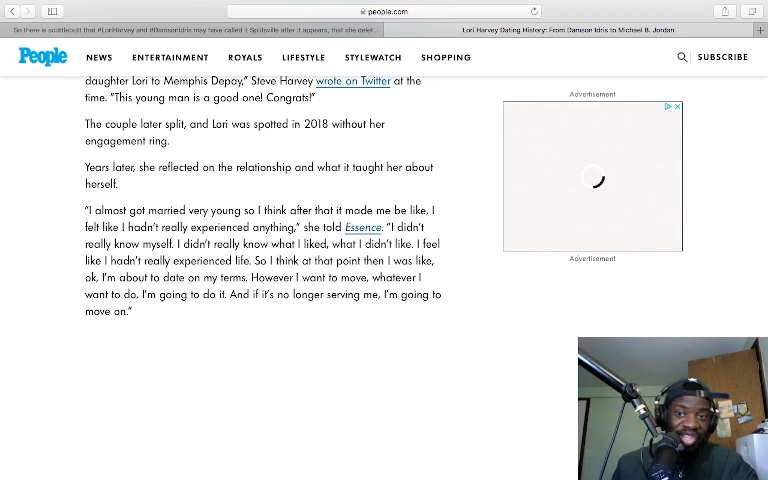 people.com
So there is scuttlebutt that #LoriHarvey and #DamsonIdris may have called it Splitsville after it appears, that she delet...
Lori Harvey Dating History: From Damson Idris to Michael B. Jordan
People
NEWS
ENTERTAINMENT
ROYALS
LIFESTYLE
STYLEWATCH
SHOPPING
SUBSCRIBE
daughter Lori to Memphis Depay,” Steve Harvey wrote on Twitter at the
time. “This young man is a good one! Congrats!”
The couple later split, and Lori was spotted in 2018 without her
engagement ring.
Years later, she reflected on the relationship and what it taught her about
herself.
“I almost got married very young so I think after that it made me be like, I
felt like I hadn’t really experienced anything,” she told Essence. “I didn’t
really know myself. I didn’t really know what I liked, what I didn’t like. I feel
like I hadn’t really experienced life. So I think at that point then I was like,
ok, I’m about to date on my terms. However I want to move, whatever I
want to do, I’m going to do it. And if it’s no longer serving me, I’m going to
move on.”
Advertisement
Advertisement